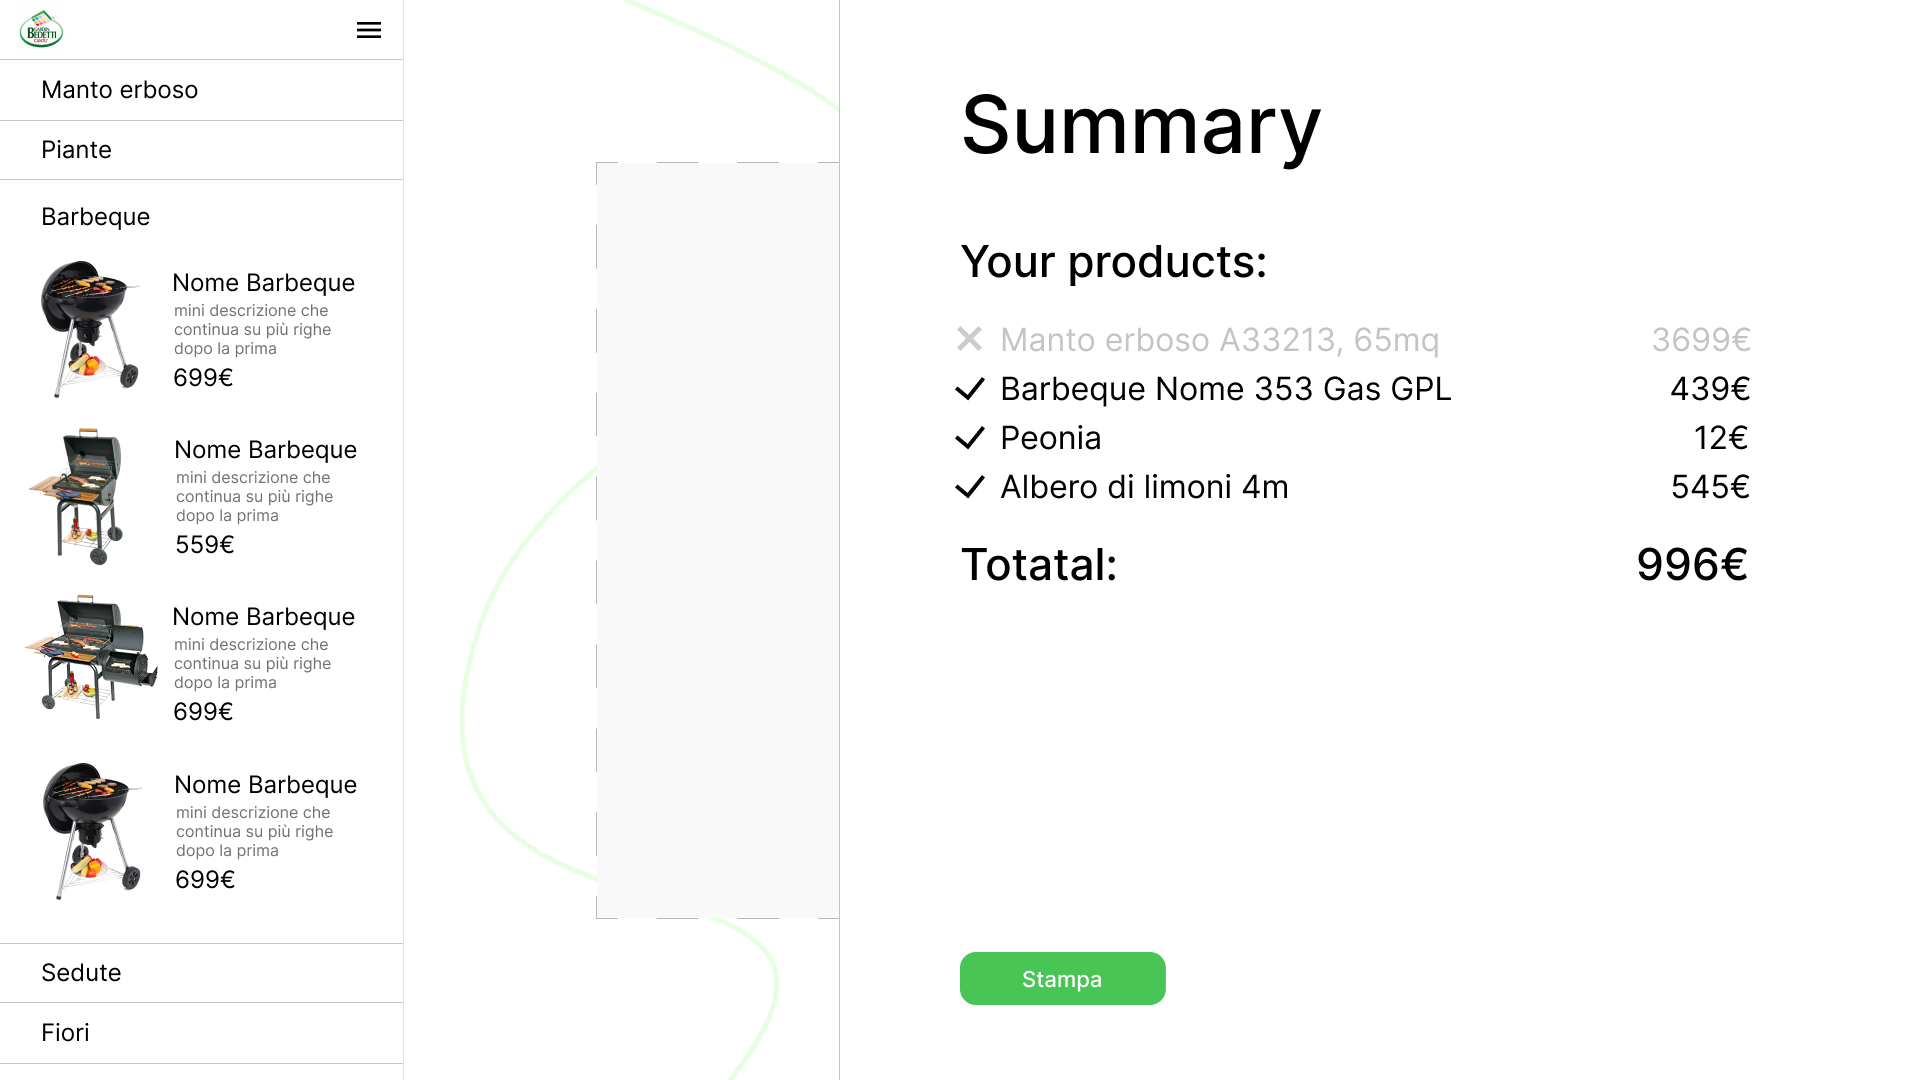 GARDEN
BEDETTI
CANTÙ
Manto erboso
Piante
Barbeque
Nome Barbeque
mini descrizione che
continua su più righe
dopo la prima
699€
Nome Barbeque
mini descrizione che
continua su più righe
dopo la prima
559€
Nome Barbeque
mini descrizione che
continua su più righe
dopo la prima
699€
Nome Barbeque
mini descrizione che
continua su più righe
dopo la prima
699€
Sedute
Fiori
Summary
Your products:
Manto erboso A33213, 65mq 3699€
Barbeque Nome 353 Gas GPL 439€
Peonia 12€
Albero di limoni 4m 545€
Totatal: 996€
Stampa